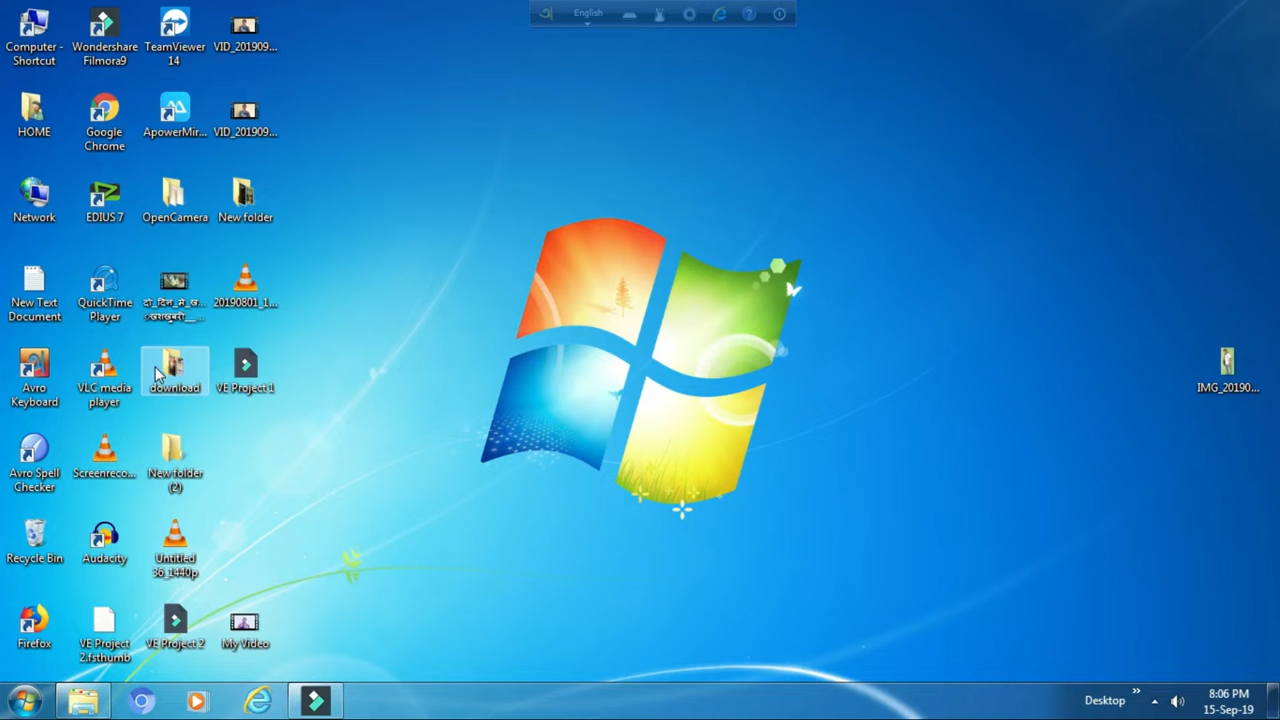 English
Computer -
Shortcut
Wondershare
Filmora9
TeamViewer
14
VID_201909...
HOME
Google
Chrome
ApowerMir...
VID_201909...
Network
EDIUS 7
OpenCamera
New folder
New Text
Document
QuickTime
Player
दो_दिन_मे_ख...
20190801_1...
Avro
Keyboard
VLC media
player
download
VE Project 1
IMG_20190...
Avro Spell
Checker
Screenreco...
New folder
(2)
Recycle Bin
Audacity
Untitled
36_1440p
Firefox
VE Project
2.fsthumb
VE Project 2
My Video
Desktop
8:06 PM
15-Sep-19